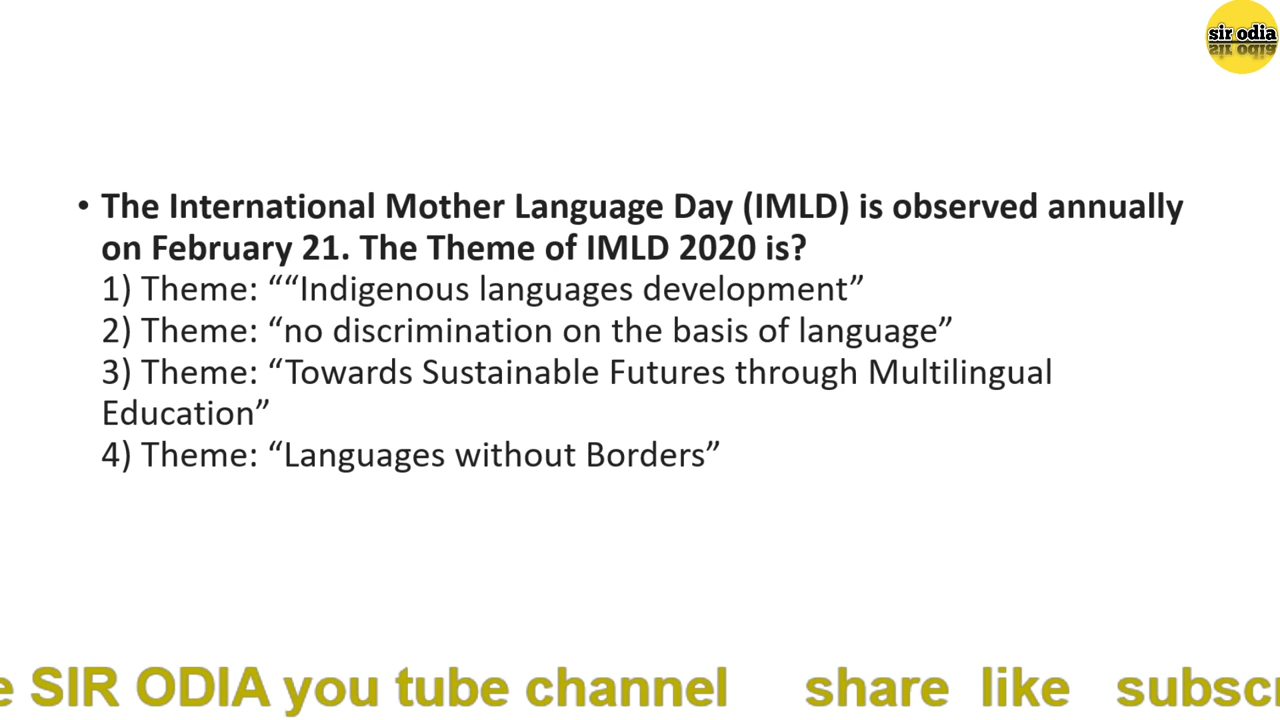 sir odia
• The International Mother Language Day (IMLD) is observed annually
on February 21. The Theme of IMLD 2020 is?
1) Theme: ““Indigenous languages development”
2) Theme: “no discrimination on the basis of language”
3) Theme: “Towards Sustainable Futures through Multilingual
Education”
4) Theme: “Languages without Borders”
e SIR ODIA you tube channel share like subscr